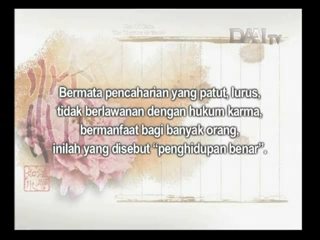 DAAI TV
Bermata pencaharian yang patut, lurus,
tidak berlawanan dengan hukum karma,
bermanfaat bagi banyak orang,
inilah yang disebut “penghidupan benar”.